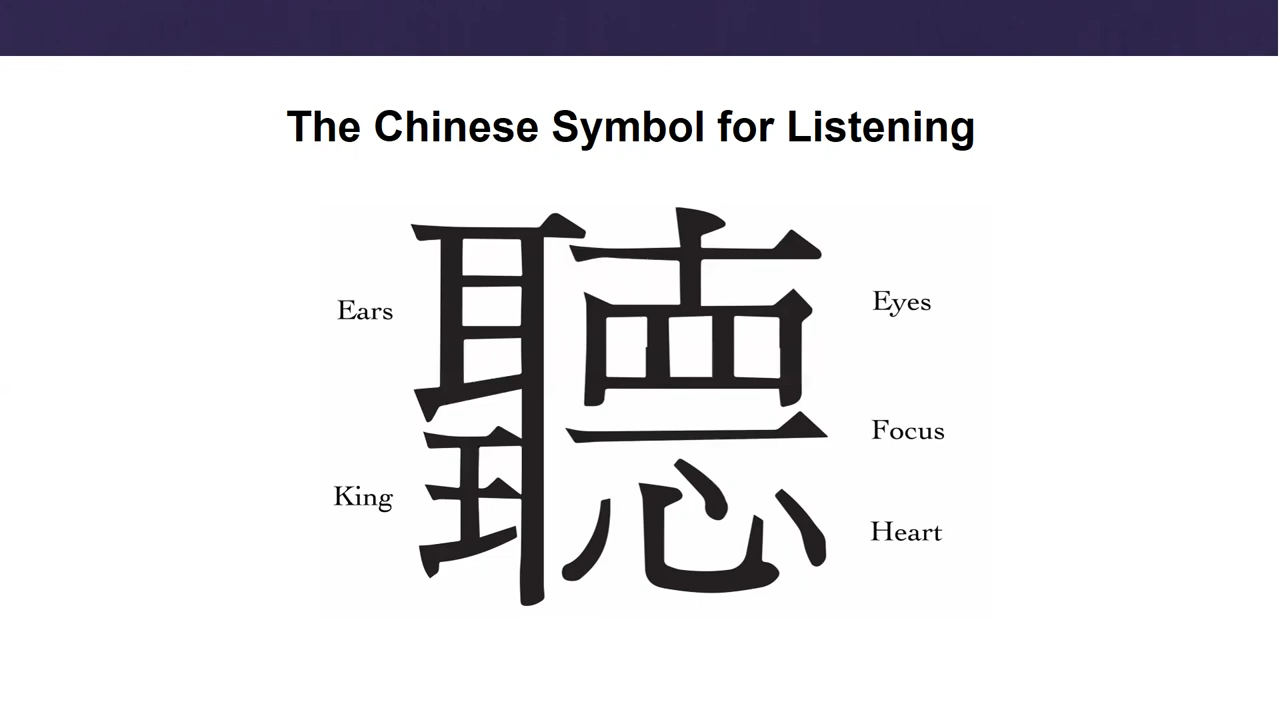 The Chinese Symbol for Listening
聽
Ears
Eyes
Focus
King
Heart